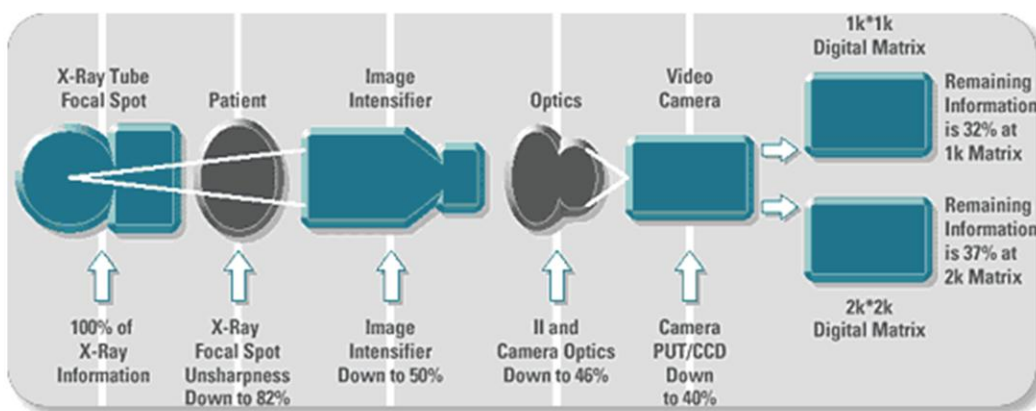 1k*1k
Digital Matrix
X-Ray Tube
Focal Spot
Patient
Image
Intensifier
Optics
Video
Camera
Remaining
Information
is 32% at
1k Matrix
Remaining
Information
is 37% at
2k Matrix
2k*2k
Digital Matrix
100% of
X-Ray
Information
X-Ray
Focal Spot
Unsharpness
Down to 82%
Image
Intensifier
Down to 50%
II and
Camera Optics
Down to 46%
Camera
PUT/CCD
Down
to 40%